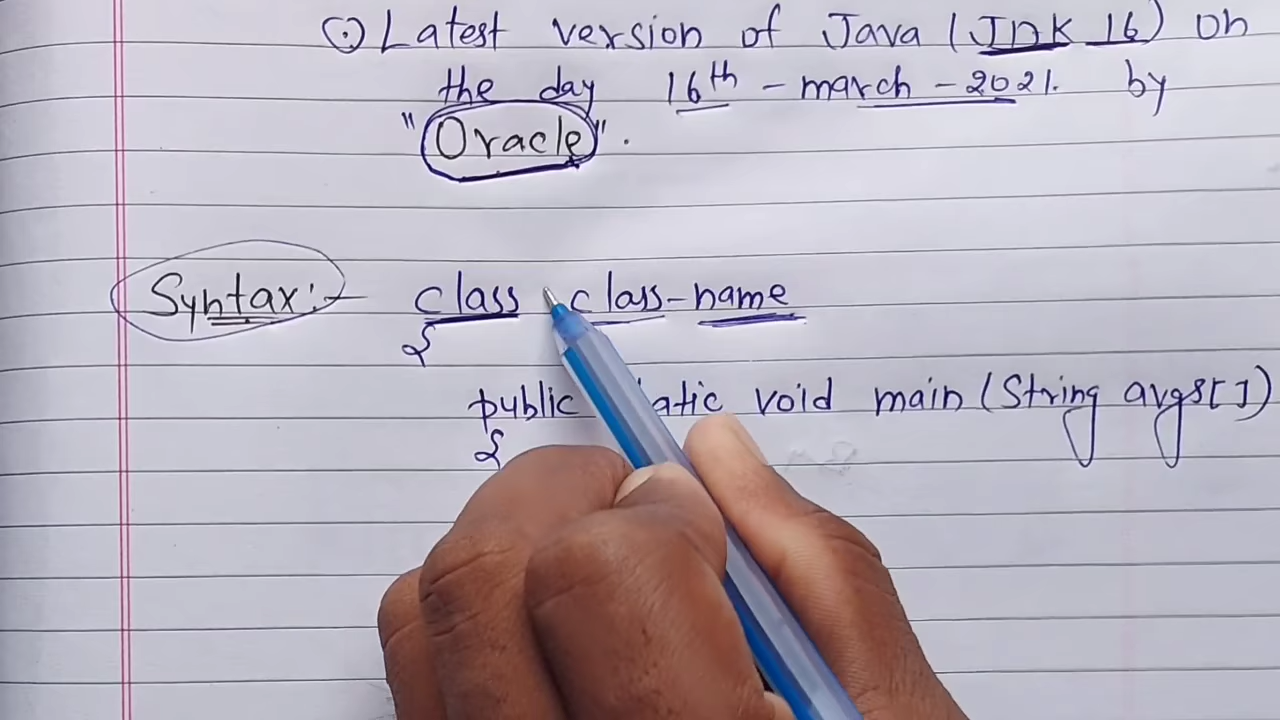 Latest version of Java (JDK 16) on
the day 16th - march - 2021. by
"Oracle".
Syntax:- class class-name
{
public void main (String args[])
{